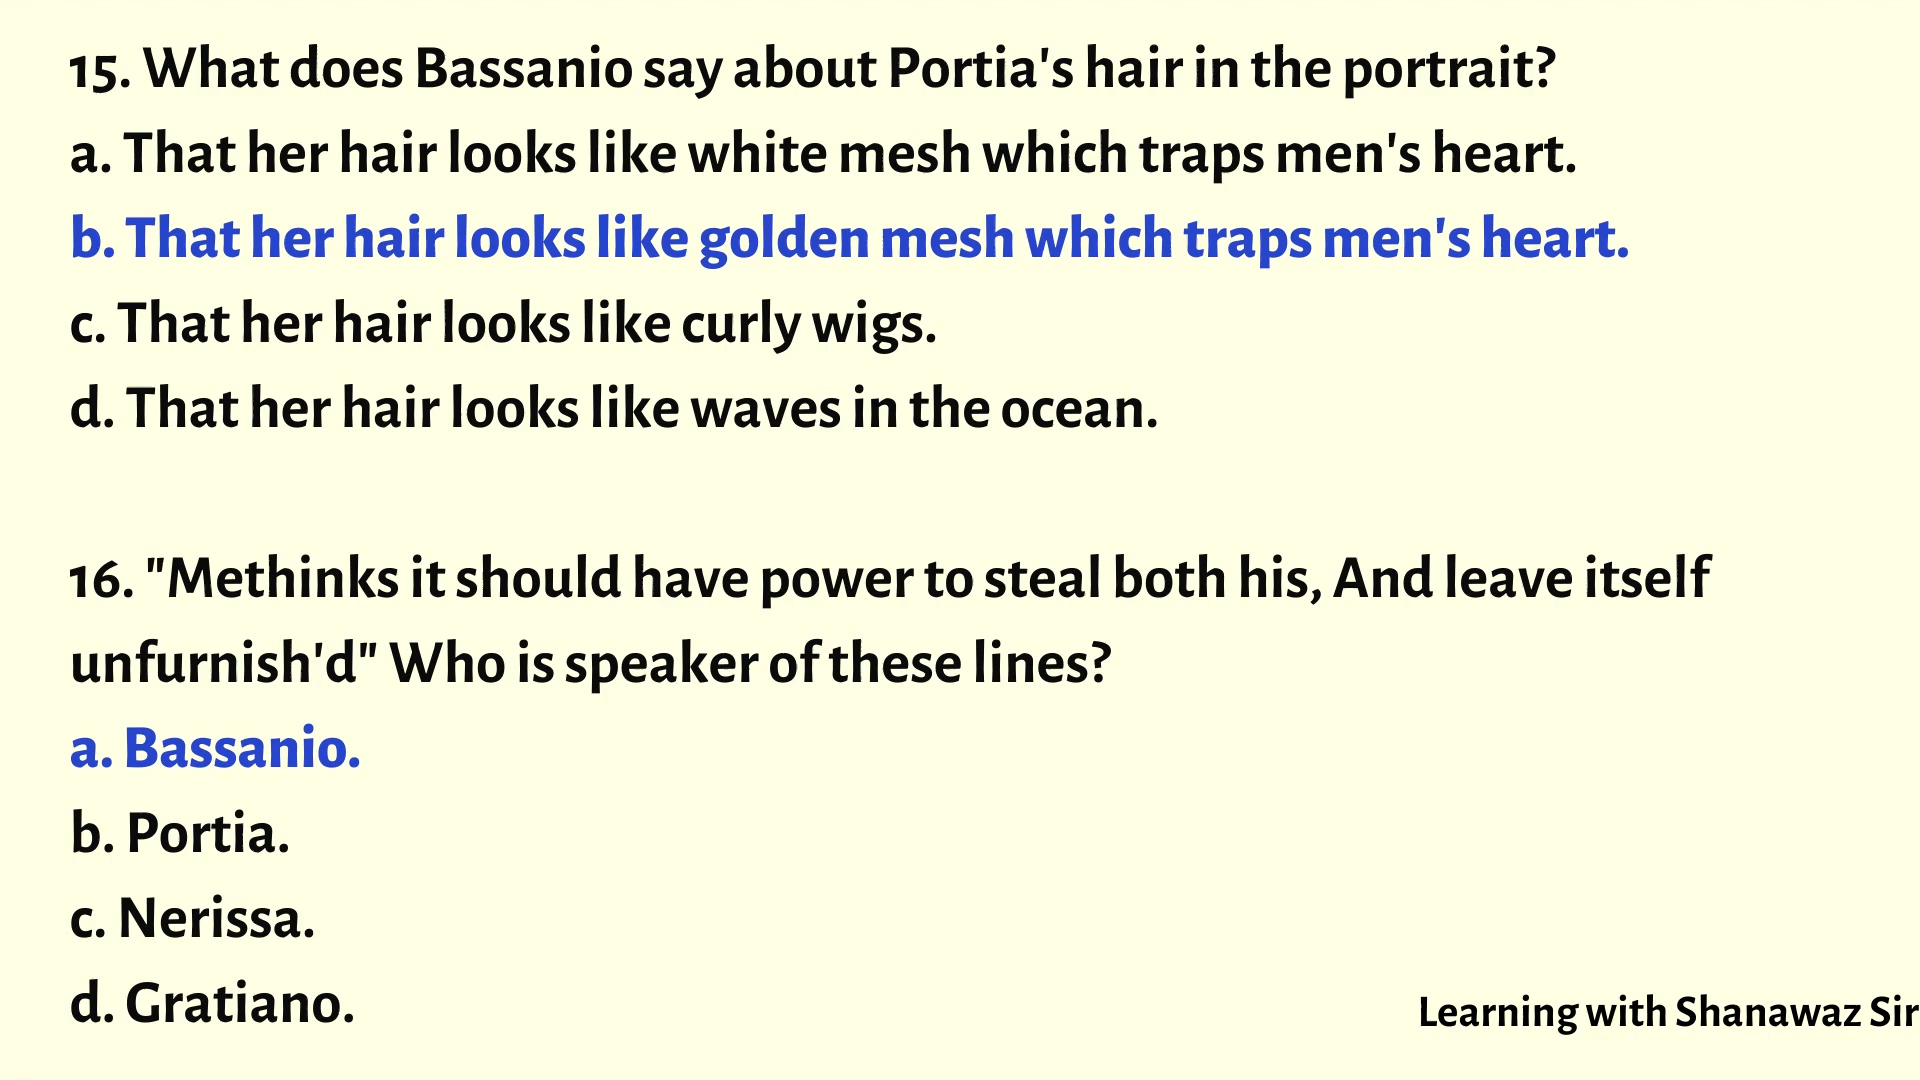 15. What does Bassanio say about Portia's hair in the portrait?
a. That her hair looks like white mesh which traps men's heart.
b. That her hair looks like golden mesh which traps men's heart.
c. That her hair looks like curly wigs.
d. That her hair looks like waves in the ocean.
16. "Methinks it should have power to steal both his, And leave itself
unfurnish'd" Who is speaker of these lines?
a. Bassanio.
b. Portia.
c. Nerissa.
d. Gratiano.
Learning with Shanawaz Sir